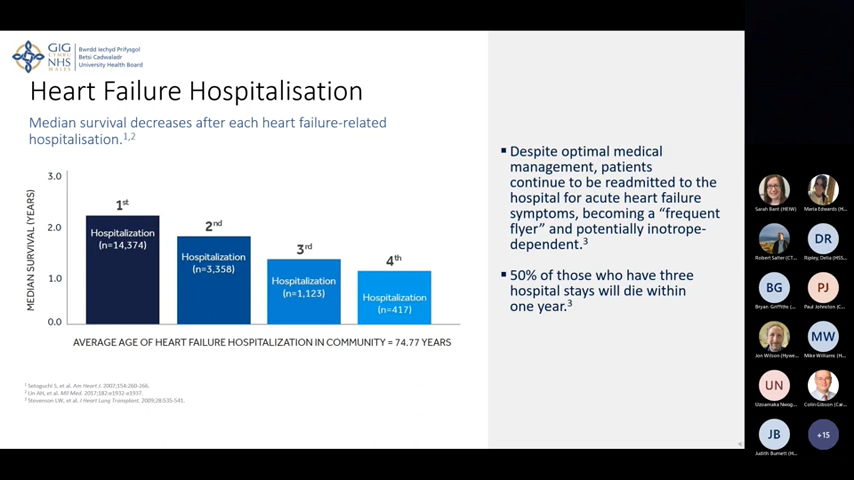 GIG
CYMRU
NHS
WALES
Bwrdd Iechyd Prifysgol
Betsi Cadwaladr
University Health Board
Heart Failure Hospitalisation
Median survival decreases after each heart failure-related
hospitalisation.1,2
MEDIAN SURVIVAL (YEARS)
3.0
2.0
1.0
0.0
1st
Hospitalization
(n=14,374)
2nd
Hospitalization
(n=3,358)
3rd
Hospitalization
(n=1,123)
4th
Hospitalization
(n=417)
AVERAGE AGE OF HEART FAILURE HOSPITALIZATION IN COMMUNITY = 74.77 YEARS
1 Setoguchi S, et al. Am Heart J. 2007;154:260-266.
2 Lin AH, et al. Mil Med. 2017;182:e1932-e1937.
3 Stevenson LW, et al. J Heart Lung Transplant. 2009;28:535-541.
▪ Despite optimal medical
management, patients
continue to be readmitted to the
hospital for acute heart failure
symptoms, becoming a “frequent
flyer” and potentially inotrope-
dependent.3
▪ 50% of those who have three
hospital stays will die within
one year.3
Sarah Bant (HEIW)
Maria Edwards (H...
Robert Salter (CT...
DR
Ripley, Delia (HSS...
BG
Bryan-Griffiths (...
PJ
Paul Johnston (C...
Jon Wilson (Hywe...
MW
Mike Williams (H...
UN
Uzoamaka Nwog...
Colin Gibson (Car...
JB
Judith Burnett (H...
+15